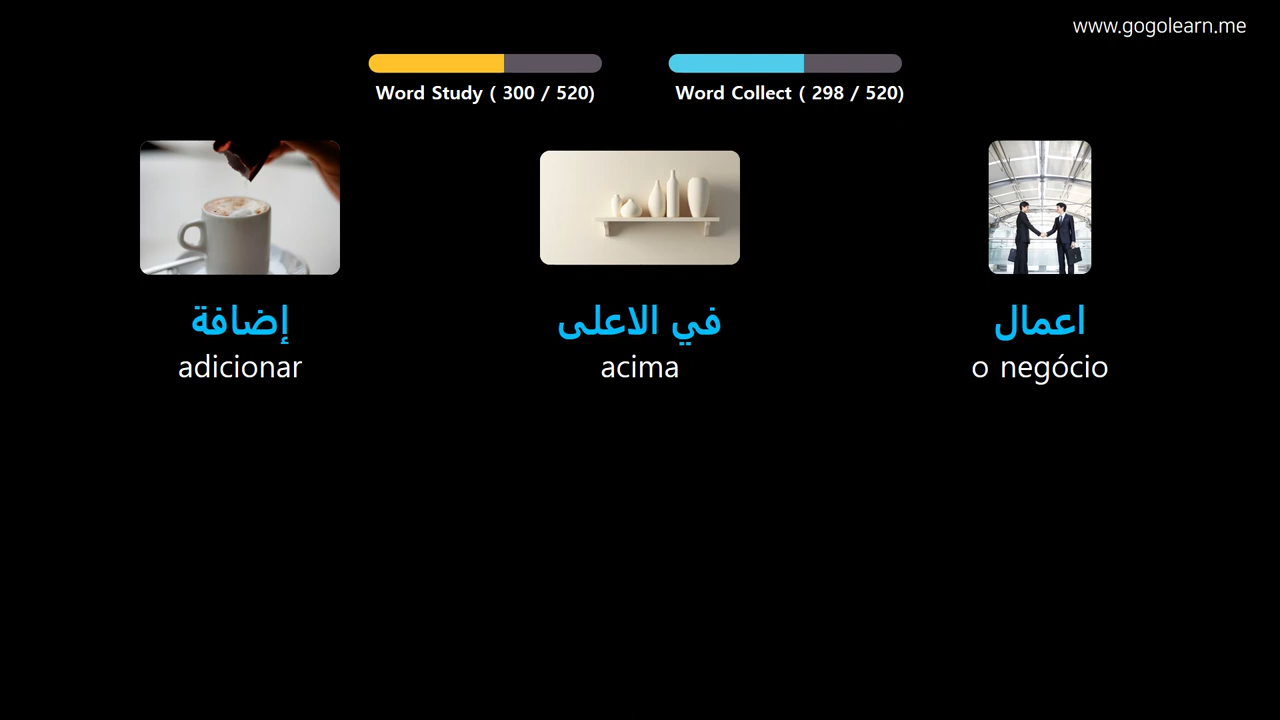 www.gogolearn.me
Word Study ( 300 / 520)
Word Collect ( 298 / 520)
إضافة
adicionar
في الاعلى
acima
اعمال
o negócio